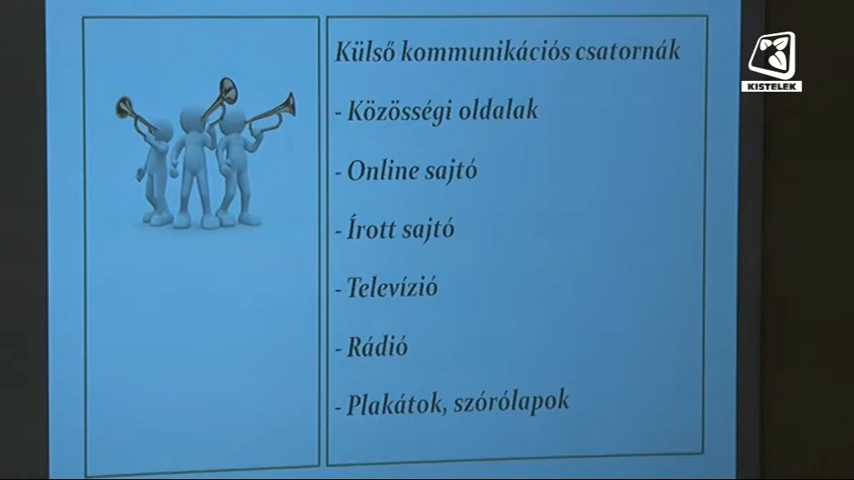 Külső kommunikációs csatornák
- Közösségi oldalak
- Online sajtó
- Írott sajtó
- Televízió
- Rádió
- Plakátok, szórólapok
KISTELEK